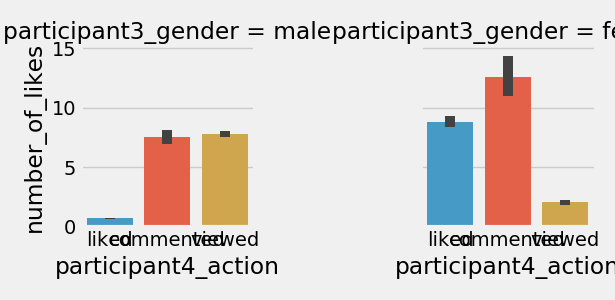 participant3_gender = male
participant3_gender = fe
number_of_likes
15
10
5
0
liked commented viewed
liked commented viewed
participant4_action
participant4_action